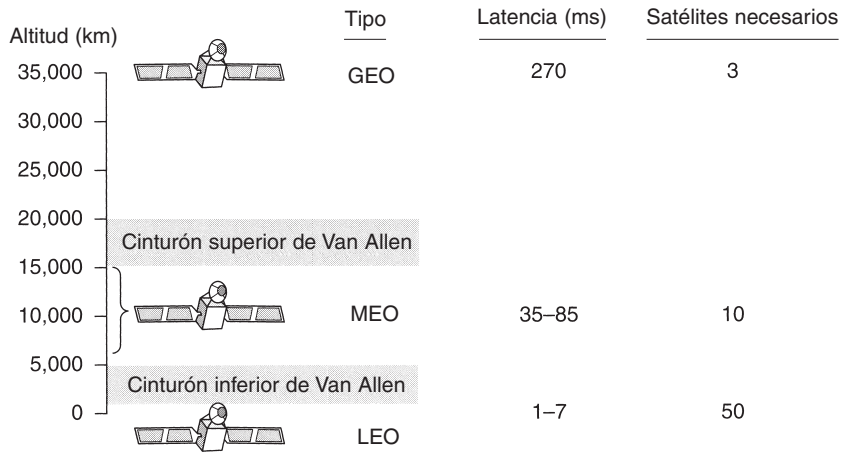 Altitud (km) Tipo Latencia (ms) Satélites necesarios
35,000 GEO 270 3
30,000
25,000
20,000
Cinturón superior de Van Allen
15,000
10,000 MEO 35–85 10
5,000
Cinturón inferior de Van Allen
0 LEO 1–7 50